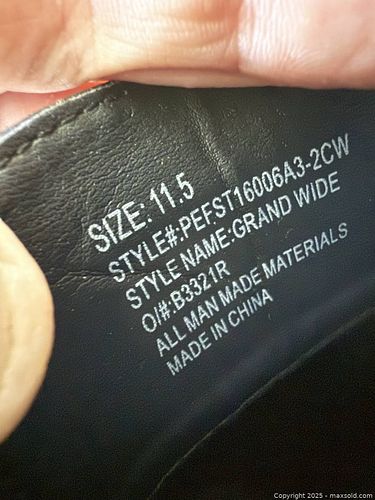 SIZE: 11.5
STYLE#:PEFST16006A3-2CW
STYLE NAME:GRAND WIDE
O/#:B3321R
ALL MAN MADE MATERIALS
MADE IN CHINA
Copyright 2025 - maxsold.com